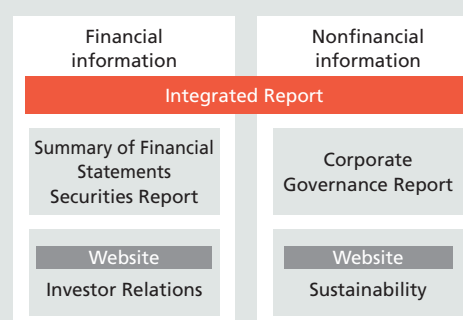 Financial
information
Nonfinancial
information
Integrated Report
Summary of Financial
Statements
Securities Report
Corporate
Governance Report
Website
Investor Relations
Website
Sustainability